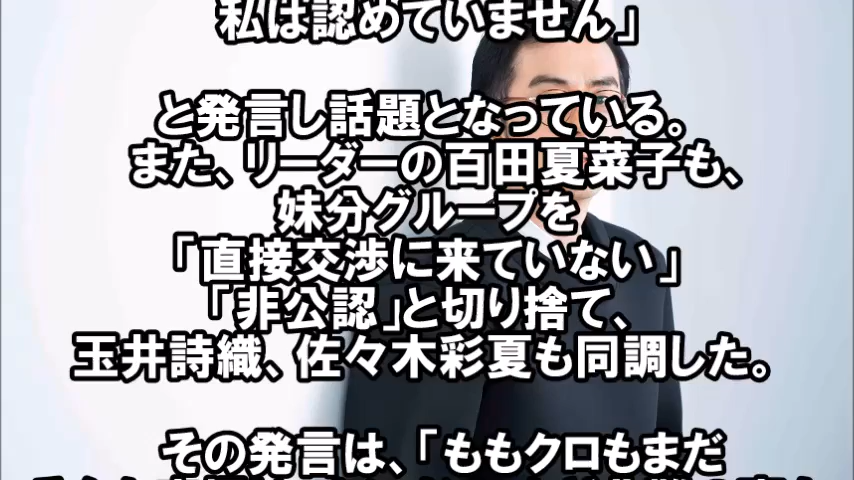 私は認めていません」
と発言し話題となっている。
また、リーダーの百田夏菜子も、
妹分グループを
「直接交渉に来ていない」
「非公認」と切り捨て、
玉井詩織、佐々木彩夏も同調した。
その発言は、「ももクロもまだ